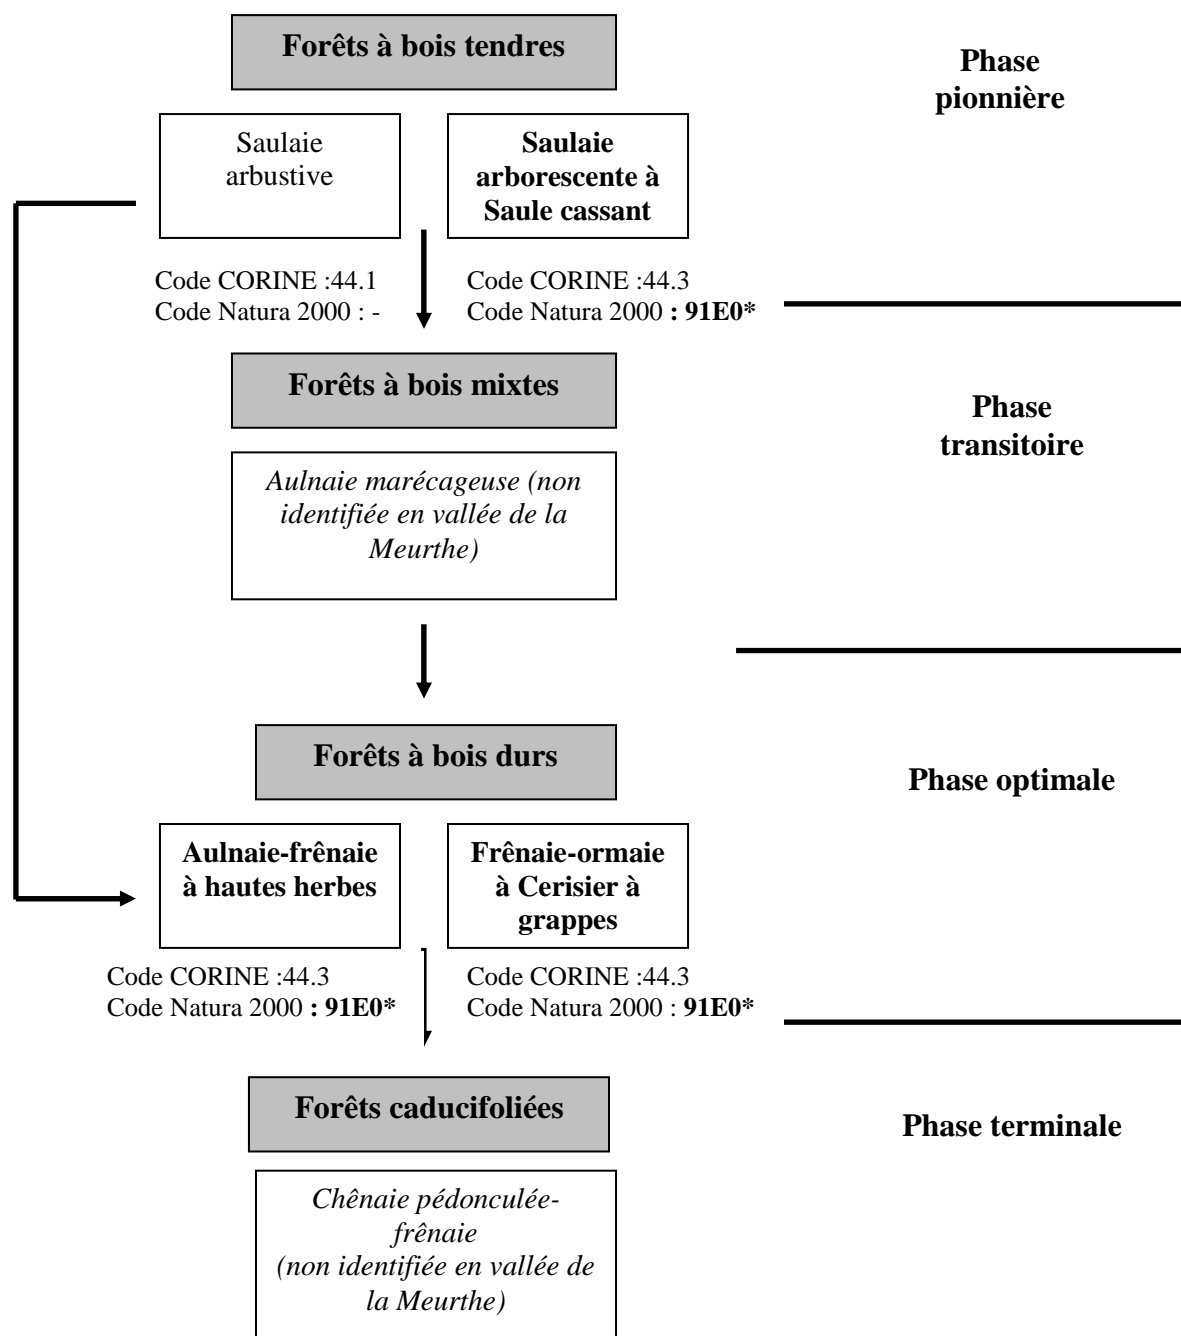 Forêts à bois tendres
Phase
pionnière
Saulaie
arbustive
Saulaie
arborescente à
Saule cassant
Code CORINE :44.1
Code Natura 2000 : -
Code CORINE :44.3
Code Natura 2000 : 91E0*
Forêts à bois mixtes
Phase
transitoire
Aulnaie marécageuse (non
identifiée en vallée de la
Meurthe)
Forêts à bois durs
Phase optimale
Aulnaie-frênaie
à hautes herbes
Frênaie-ormaie
à Cerisier à
grappes
Code CORINE :44.3
Code Natura 2000 : 91E0*
Code CORINE :44.3
Code Natura 2000 : 91E0*
Forêts caducifoliées
Phase terminale
Chênaie pédonculée-
frênaie
(non identifiée en vallée de
la Meurthe)